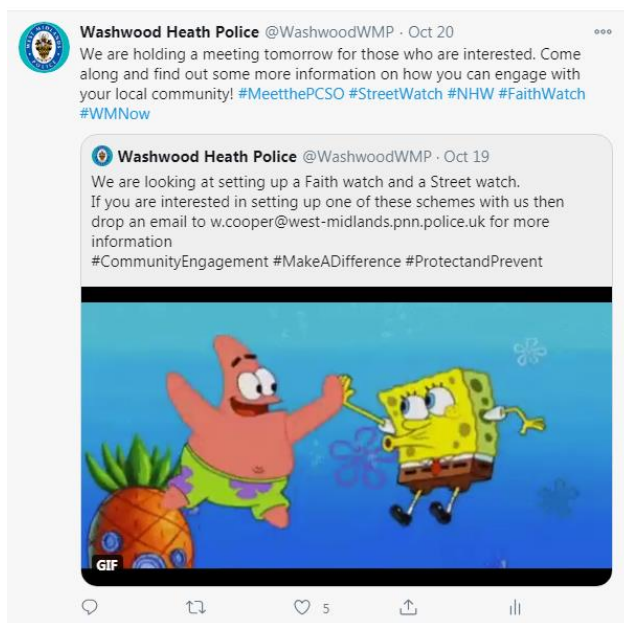 Washwood Heath Police @WashwoodWMP · Oct 20
We are holding a meeting tomorrow for those who are interested. Come
along and find out some more information on how you can engage with
your local community! #MeetthePCSO #StreetWatch #NHW #FaithWatch
#WMNow
Washwood Heath Police @WashwoodWMP · Oct 19
We are looking at setting up a Faith watch and a Street watch.
If you are interested in setting up one of these schemes with us then
drop an email to w.cooper@west-midlands.pnn.police.uk for more
information
#CommunityEngagement #MakeADifference #ProtectandPrevent
GIF
5